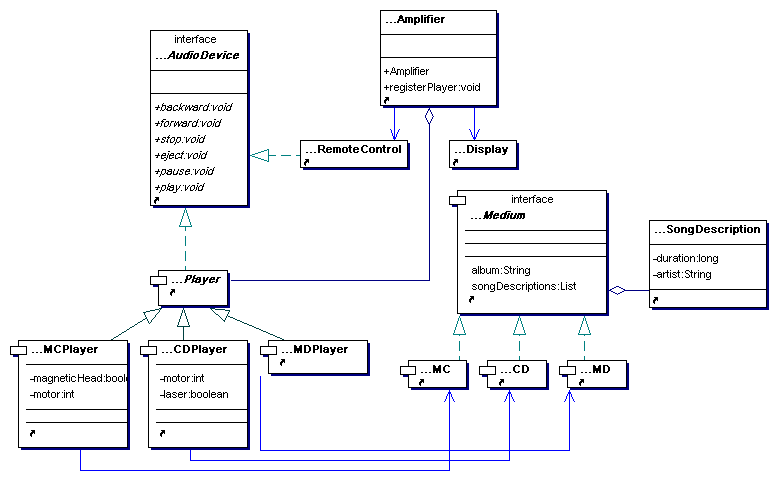 ...Amplifier
+Amplifier
+registerPlayer:void
interface
...AudioDevice
+backward:void
+forward:void
+stop:void
+eject:void
+pause:void
+play:void
...RemoteControl
...Display
interface
...Medium
album:String
songDescriptions:List
...SongDescription
-duration:long
-artist:String
...Player
...MCPlayer
-magneticHead:boole
-motor:int
...CDPlayer
-motor:int
-laser:boolean
...MDPlayer
...MC
...CD
...MD